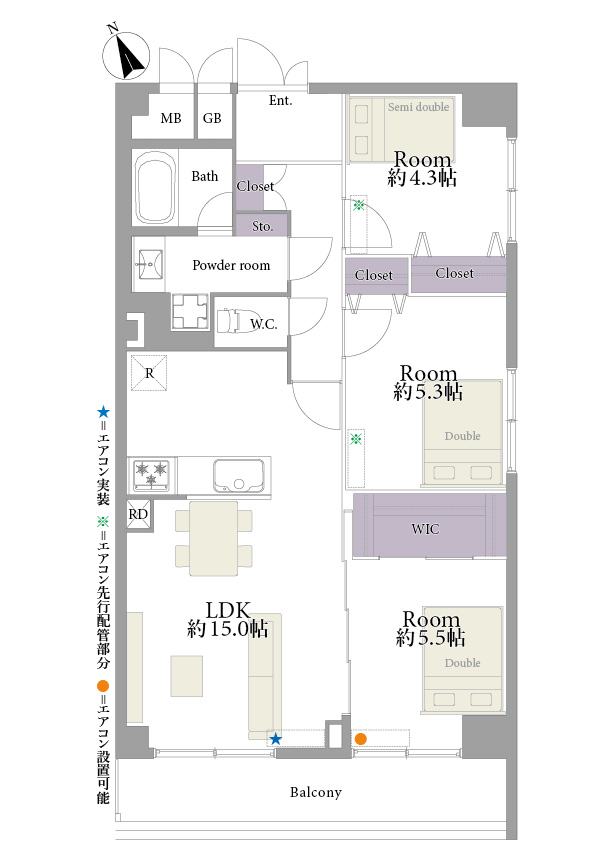 N
Ent.
MB
GB
Semi double
Room
約4.3帖
Bath
Closet
※
Sto.
Powder room
Closet
Closet
W.C.
R
Room
約5.3帖
Double
※
RD
WIC
LDK
約15.0帖
Room
約5.5帖
Double
★
●
Balcony
★=エアコン実装
※=エアコン先行配管部分
●=エアコン設置可能